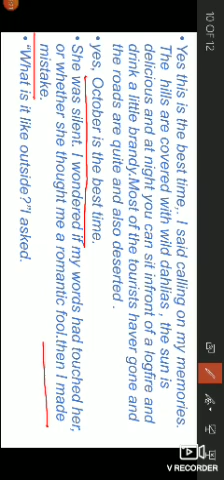 10 OF 12
• Yes this is the best time,. I said calling on my memories.
The hills are covered with wild dahlias , the sun is
delicious and at night you can sit infront of a logfire and
drink a little brandy.Most of the tourists haver gone and
the roads are quite and also deserted .
• yes, October is the best time.
• She was silent. I wondered if my words had touched her,
or whether she thought me a romantic fool.then I made
mistake.
• "What is it like outside?"I asked.
V RECORDER